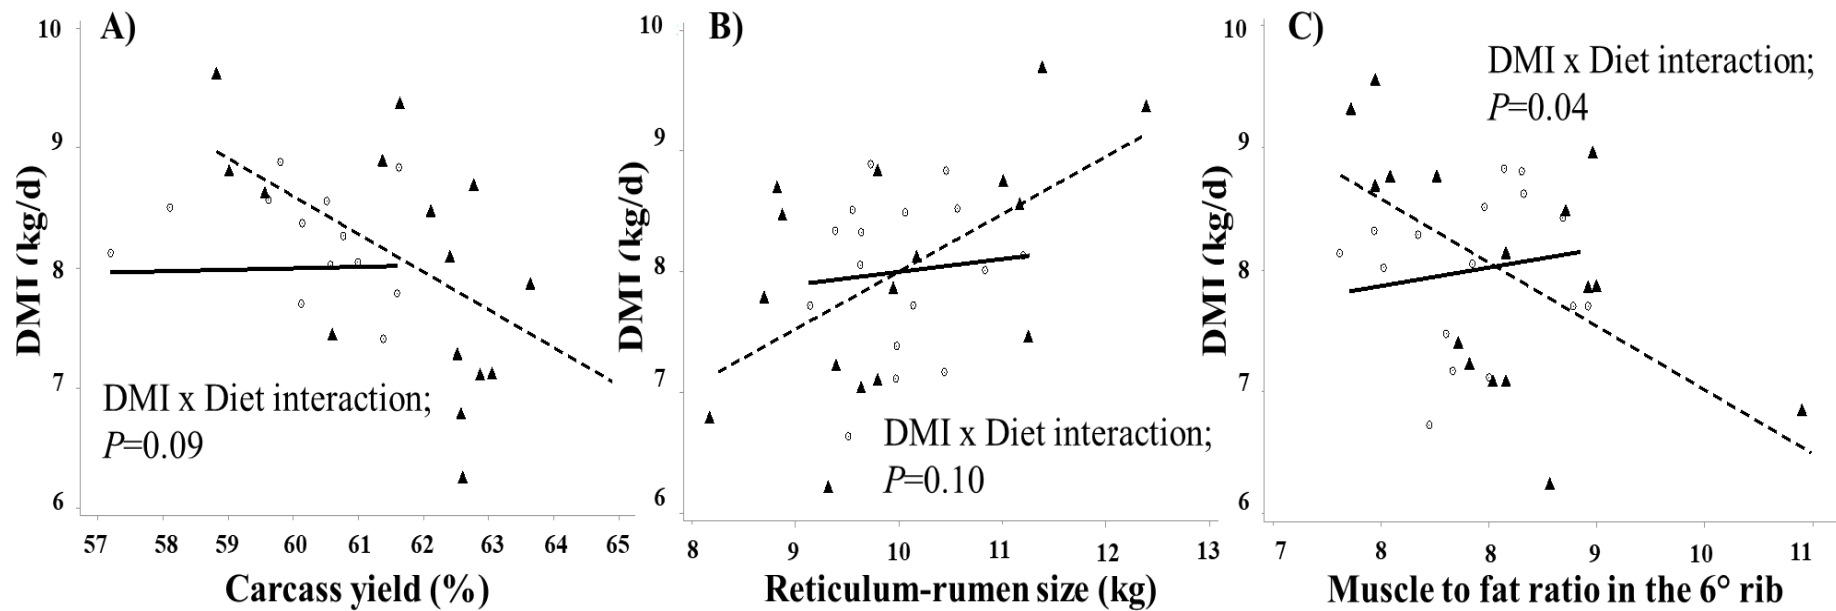 A)
10
9
8
7
6
DMI (kg/d)
DMI x Diet interaction;
P=0.09
57 58 59 60 61 62 63 64 65
Carcass yield (%)
B)
10
9
8
7
6
DMI (kg/d)
DMI x Diet interaction;
P=0.10
8 9 10 11 12 13
Reticulum-rumen size (kg)
C)
10
9
8
7
6
DMI (kg/d)
DMI x Diet interaction;
P=0.04
7 8 8 9 10 11
Muscle to fat ratio in the 6° rib